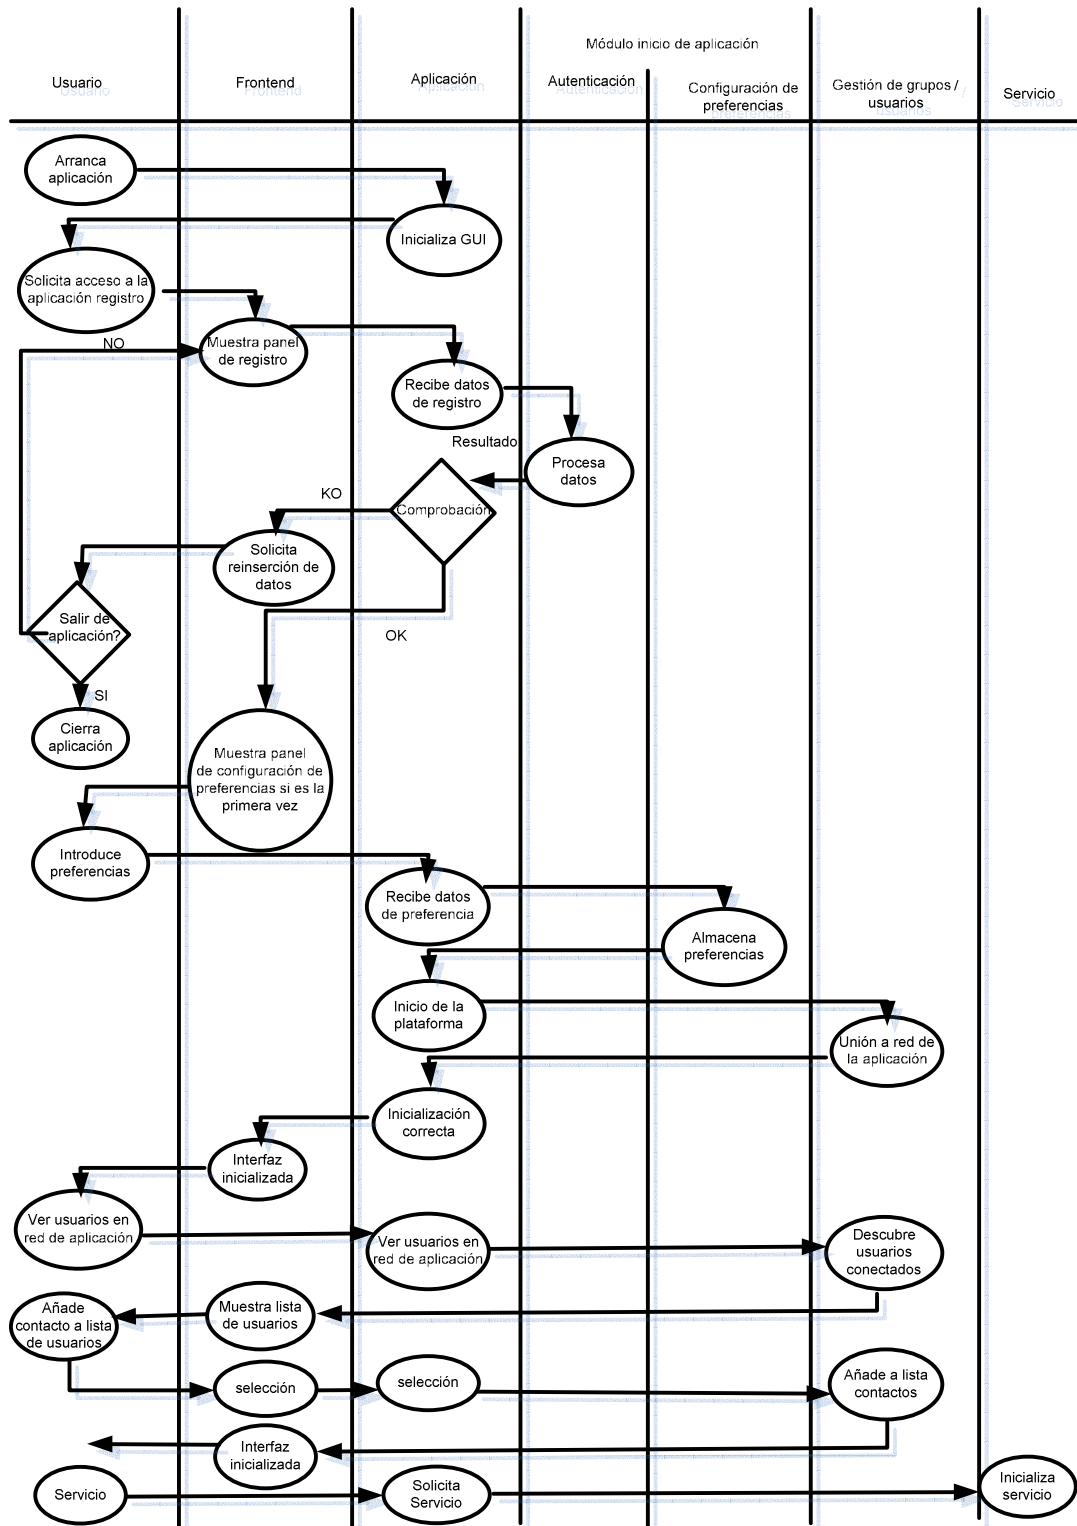 Módulo inicio de aplicación
Usuario
Frontend
Aplicación
Autenticación
Configuración de
preferencias
Gestión de grupos /
usuarios
Servicio
Arranca
aplicación
Inicializa GUI
Solicita acceso a la
aplicación registro
NO
Muestra panel
de registro
Recibe datos
de registro
Resultado
Procesa
datos
KO
Comprobación
Solicita
reinserción de
datos
Salir de
aplicación?
OK
SI
Cierra
aplicación
Muestra panel
de configuración de
preferencias si es la
primera vez
Introduce
preferencias
Recibe datos
de preferencia
Almacena
preferencias
Inicio de la
plataforma
Unión a red de
la aplicación
Inicialización
correcta
Interfaz
inicializada
Ver usuarios en
red de aplicación
Ver usuarios en
red de aplicación
Descubre
usuarios
conectados
Muestra lista
de usuarios
Añade
contacto a lista
de usuarios
selección
selección
Añade a lista
contactos
Interfaz
inicializada
Servicio
Solicita
Servicio
Inicializa
servicio